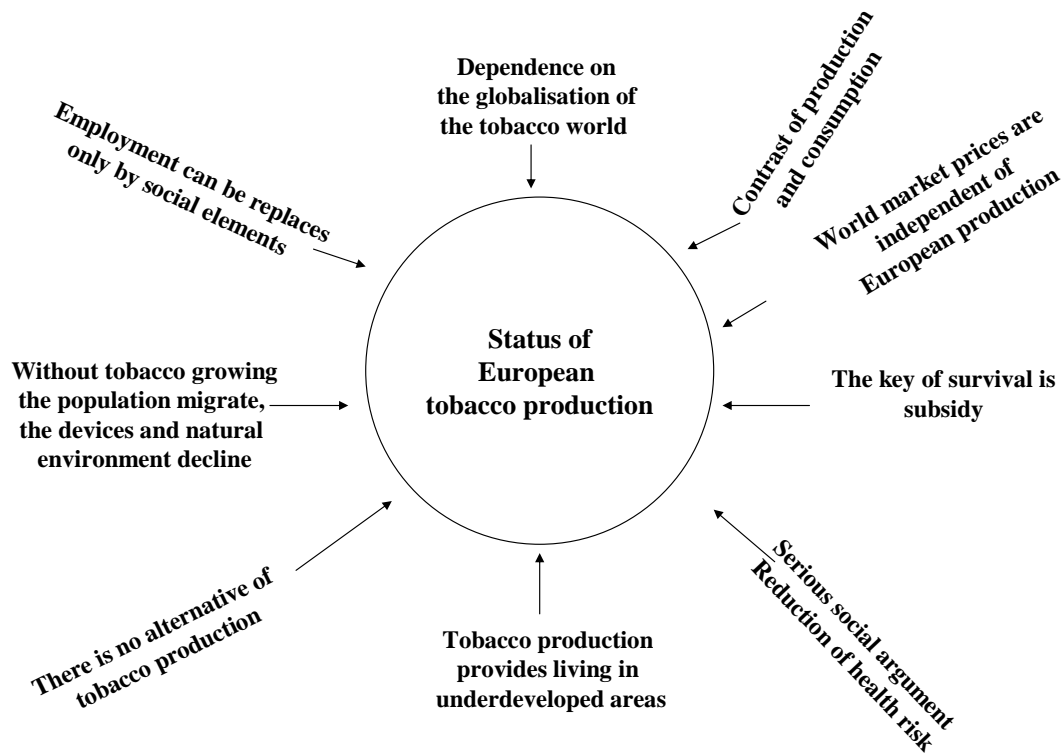 Dependence on
the globalisation of
the tobacco world
Contrast of production
and consumption
World market prices are
independent of
European production
The key of survival is
subsidy
Serious social argument
Reduction of health risk
Tobacco production
provides living in
underdeveloped areas
There is no alternative of
tobacco production
Without tobacco growing
the population migrate,
the devices and natural
environment decline
Employment can be replaces
only by social elements
Status of
European
tobacco production